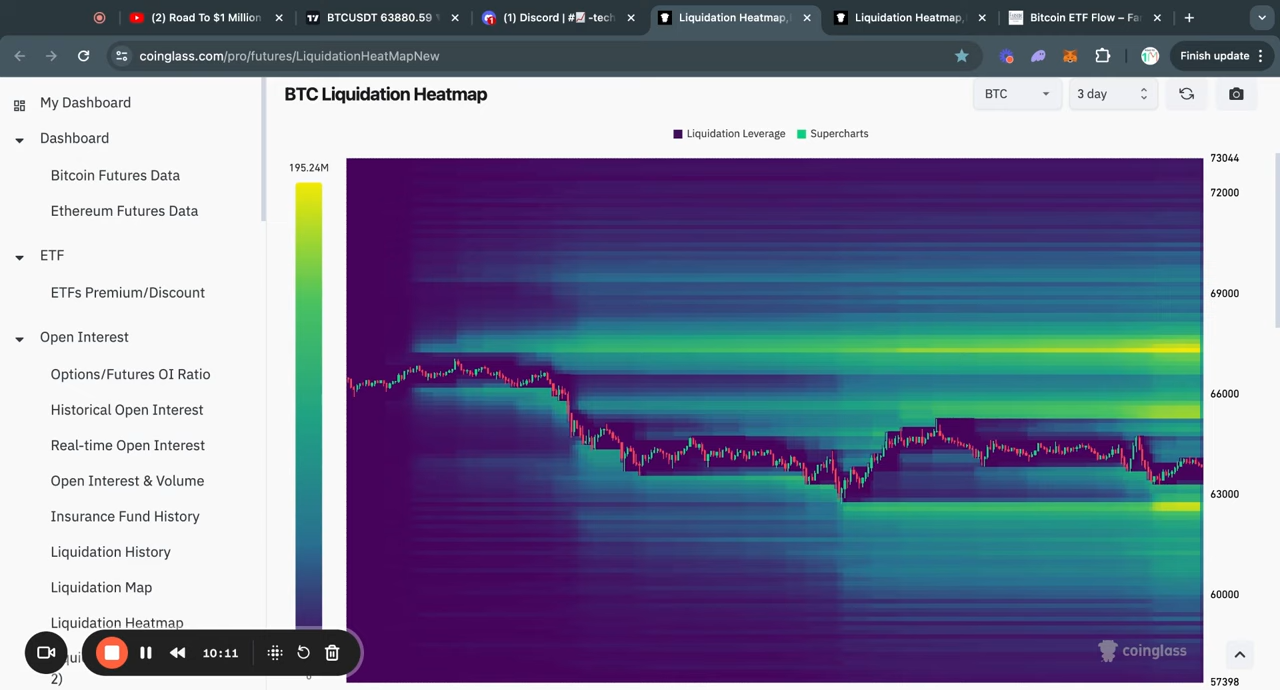 (2) Road To $1 Million
BTCUSDT 63880.59
(1) Discord | #📈 -tech
Liquidation Heatmap,
Liquidation Heatmap,
Bitcoin ETF Flow – Far
coinglass.com/pro/futures/LiquidationHeatMapNew
Finish update
My Dashboard
Dashboard
Bitcoin Futures Data
Ethereum Futures Data
ETF
ETFs Premium/Discount
Open Interest
Options/Futures OI Ratio
Historical Open Interest
Real-time Open Interest
Open Interest & Volume
Insurance Fund History
Liquidation History
Liquidation Map
Liquidation Heatmap
2)
10:11
BTC Liquidation Heatmap
BTC
3 day
Liquidation Leverage
Supercharts
195.24M
0
73044
72000
69000
66000
63000
60000
57398
coinglass